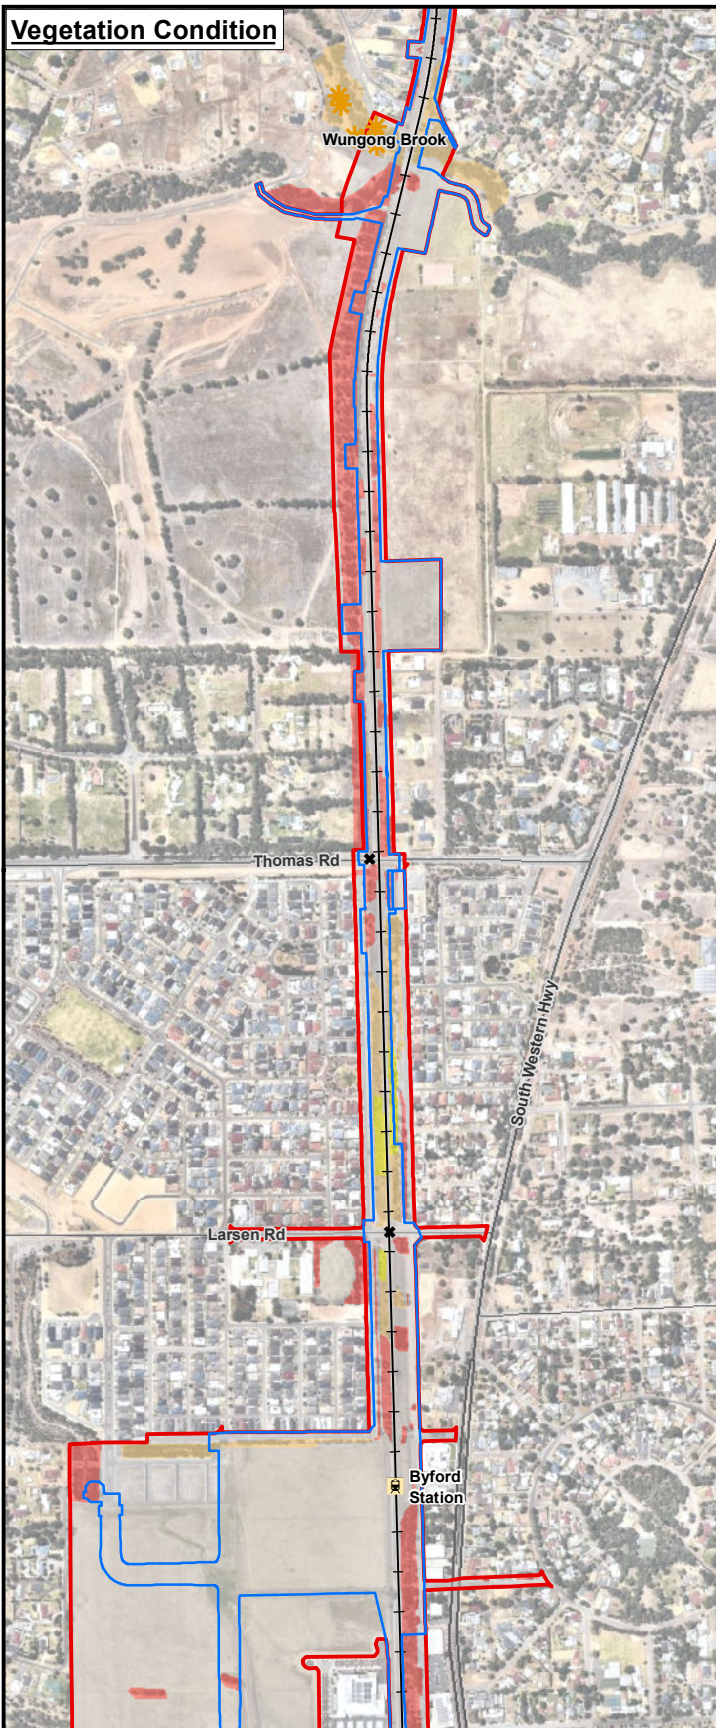 Vegetation Condition
Wungong Brook
Thomas Rd
South Western Hwy
Larsen Rd
Byford
Station